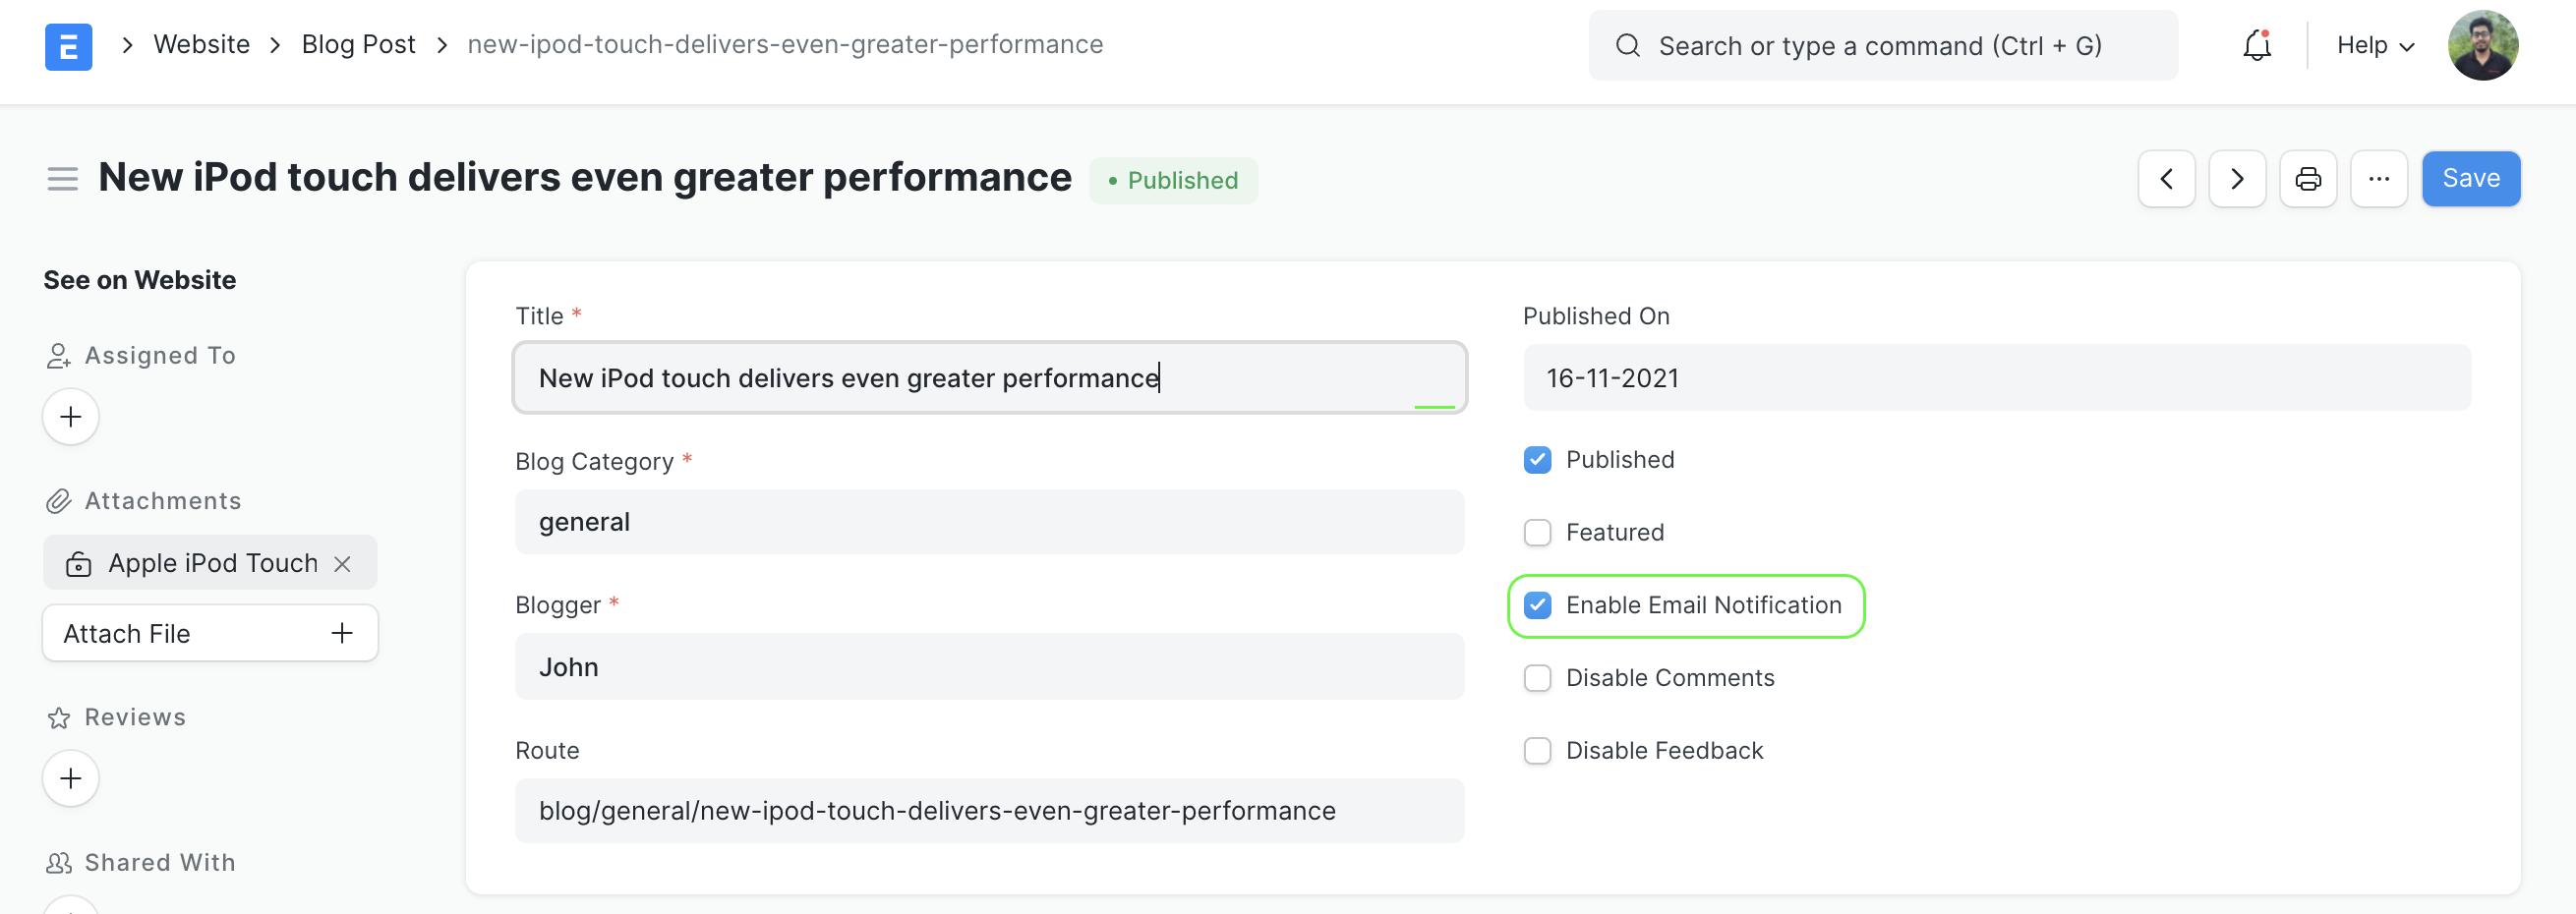 E
Website
Blog Post
new-ipod-touch-delivers-even-greater-performance
Search or type a command (Ctrl + G)
Help
New iPod touch delivers even greater performance
Published
Save
See on Website
Assigned To
Attachments
Apple iPod Touch
Attach File
Reviews
Shared With
Title *
New iPod touch delivers even greater performance
Blog Category *
general
Blogger *
John
Route
blog/general/new-ipod-touch-delivers-even-greater-performance
Published On
16-11-2021
Published
Featured
Enable Email Notification
Disable Comments
Disable Feedback